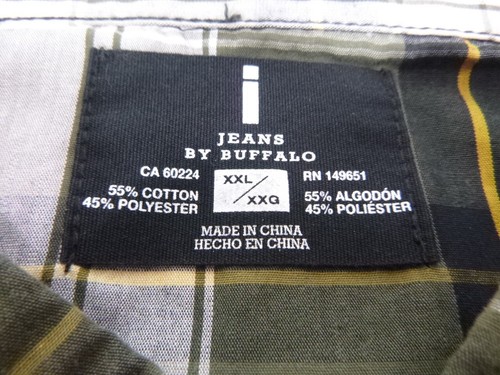 i
JEANS
BY BUFFALO
CA 60224 XXL/XXG RN 149651
55% COTTON 55% ALGODÓN
45% POLYESTER 45% POLIÉSTER
MADE IN CHINA
HECHO EN CHINA